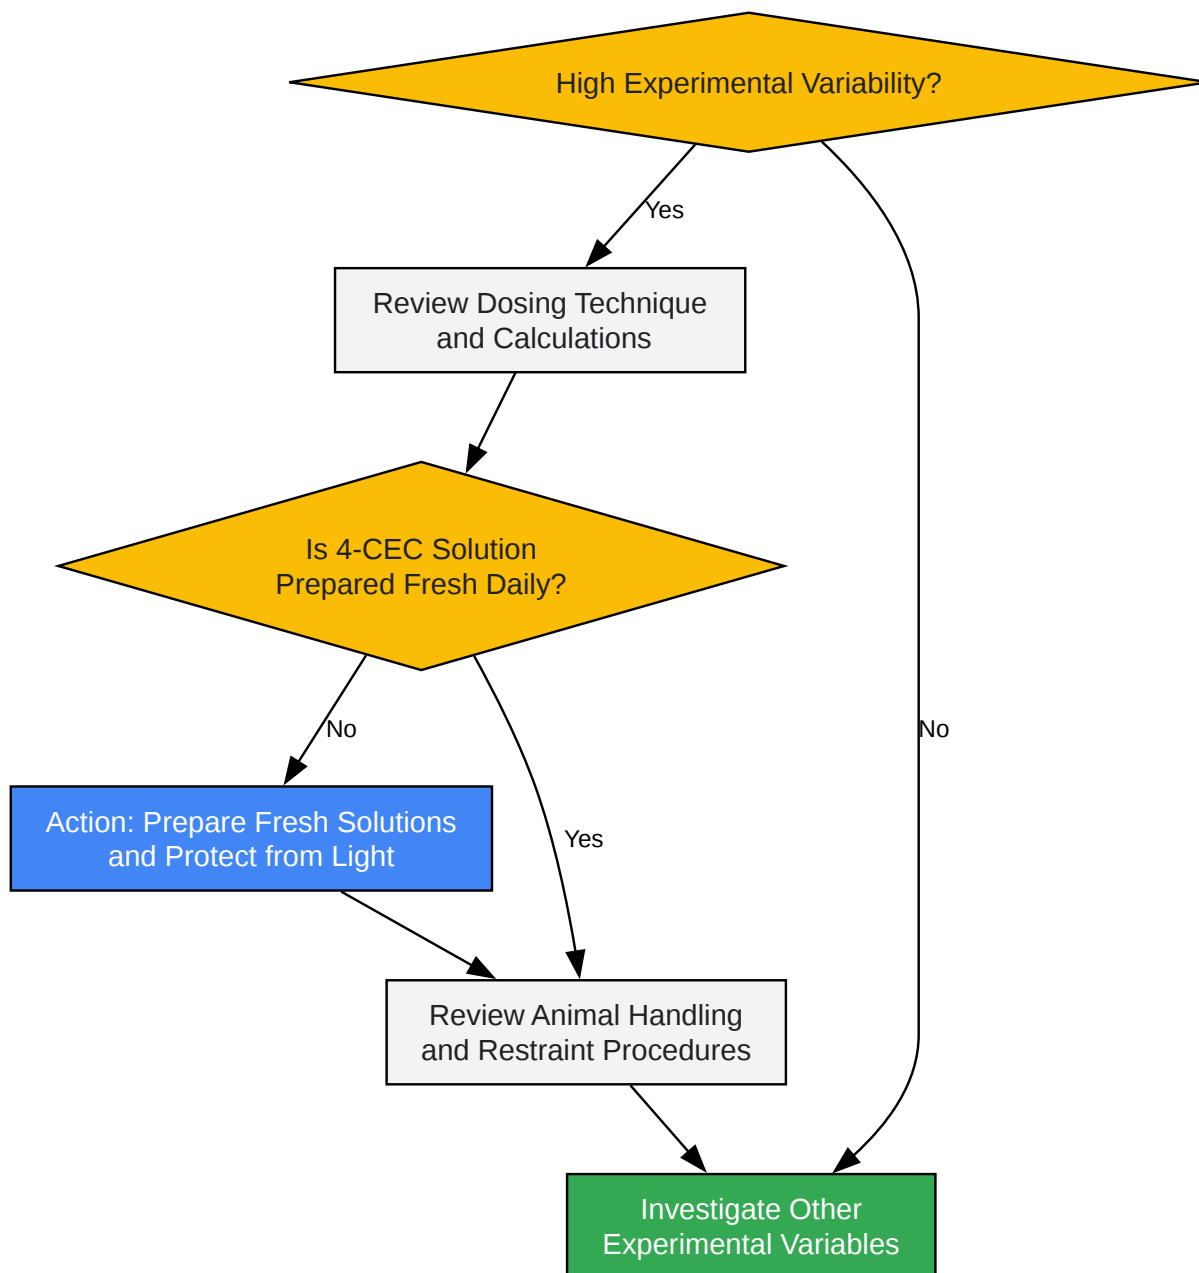 High Experimental Variability?
Yes
Review Dosing Technique
and Calculations
Is 4-CEC Solution
Prepared Fresh Daily?
No
No
Action: Prepare Fresh Solutions
and Protect from Light
Yes
Review Animal Handling
and Restraint Procedures
Investigate Other
Experimental Variables